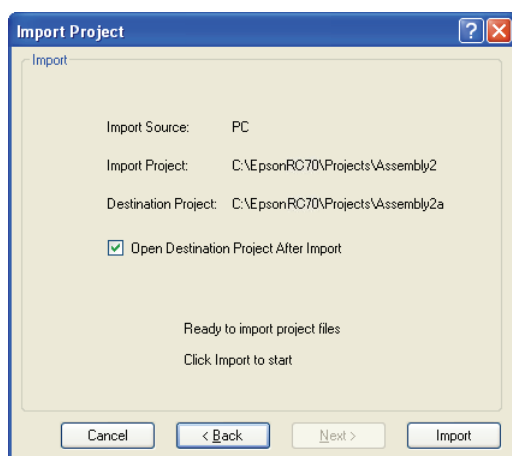 Import Project
Import
Import Source: PC
Import Project: C:\EpsonRC70\Projects\Assembly2
Destination Project: C:\EpsonRC70\Projects\Assembly2a
Open Destination Project After Import
Ready to import project files
Click Import to start
Cancel < Back Next > Import